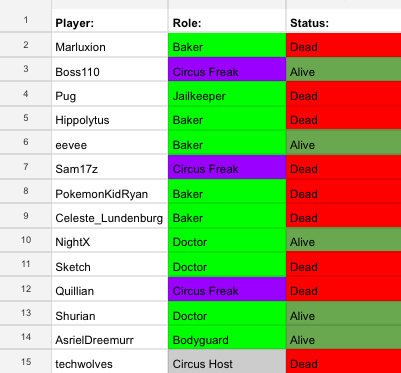 1 Player: Role: Status:
2 Marluxion Baker Dead
3 Boss110 Circus Freak Alive
4 Pug Jailkeeper Dead
5 Hippolytus Baker Dead
6 eevee Baker Alive
7 Sam17z Circus Freak Dead
8 PokemonKidRyan Baker Dead
9 Celeste_Lundenburg Baker Dead
10 NightX Doctor Alive
11 Sketch Doctor Dead
12 Quillian Circus Freak Dead
13 Shurian Doctor Alive
14 AsrielDreemurr Bodyguard Alive
15 techwolves Circus Host Dead